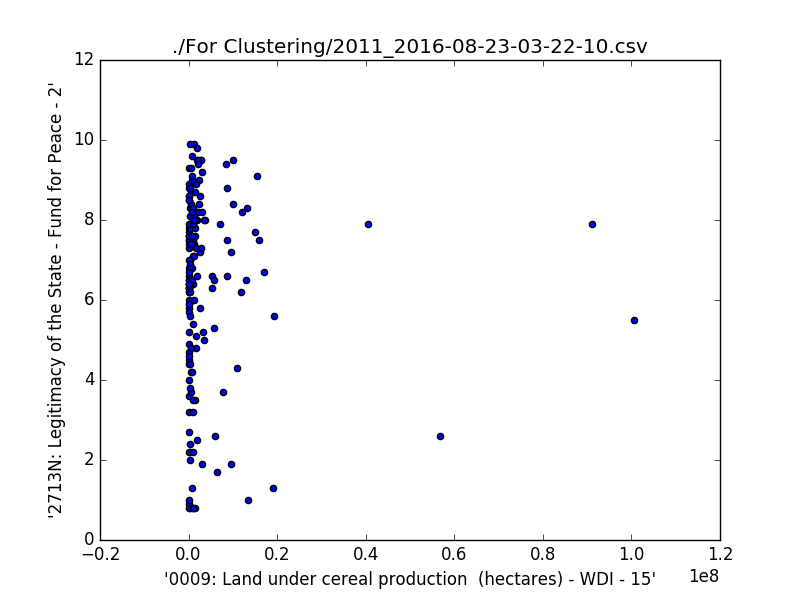 ./For Clustering/2011_2016-08-23-03-22-10.csv
12
10
8
6
4
2
0
'2713N: Legitimacy of the State - Fund for Peace - 2'
−0.2 0.0 0.2 0.4 0.6 0.8 1.0 1.2
1e8
'0009: Land under cereal production  (hectares) - WDI - 15'